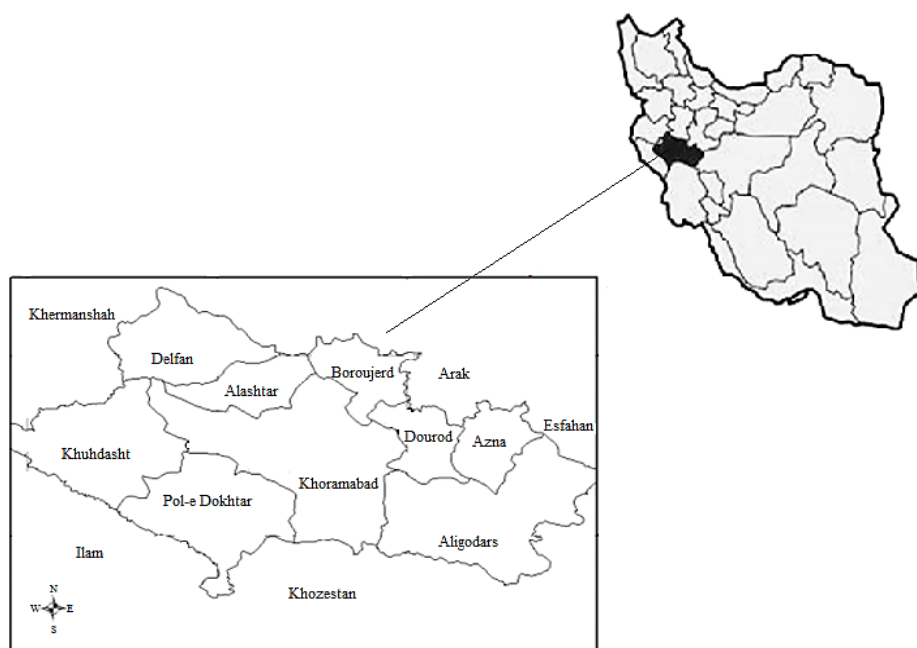 Khermanshah
Delfan
Boroujerd
Arak
Alashtar
Esfahan
Dourod
Azna
Khuhdasht
Khoramabad
Pol-e Dokhtar
Aligodars
Ilam
Khozestan
N
W E
S